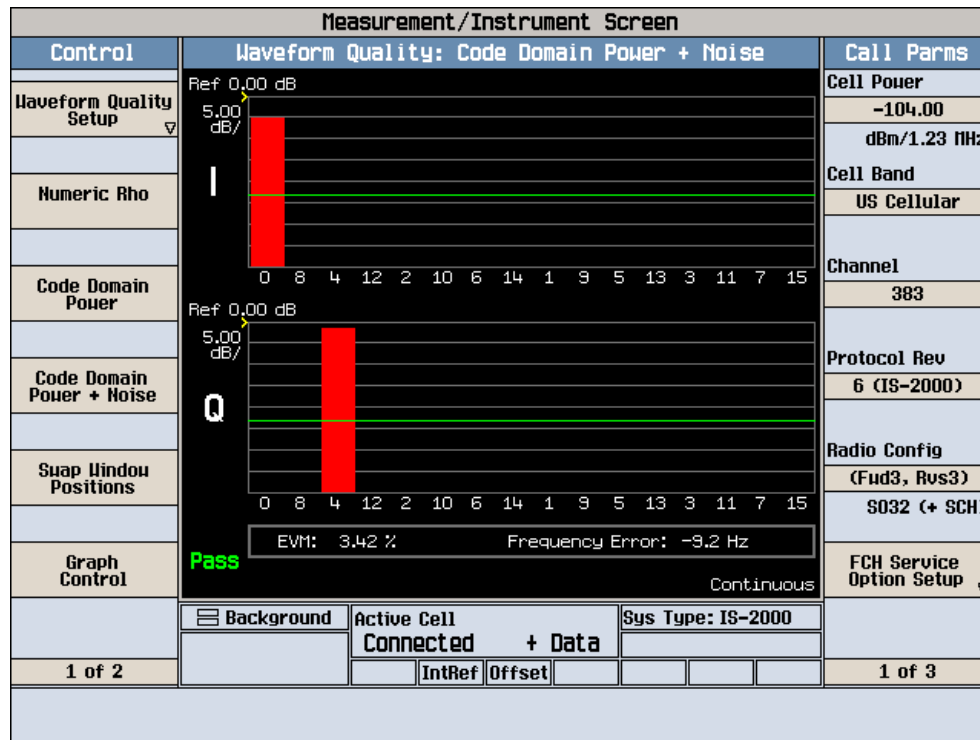 Measurement/Instrument Screen
Control
Waveform Quality
Setup
Numeric Rho
Code Domain
Power
Code Domain
Power + Noise
Swap Window
Positions
Graph
Control
1 of 2
Waveform Quality: Code Domain Power + Noise
Ref 0.00 dB
5.00
dB/
I
0 8 4 12 2 10 6 14 1 9 5 13 3 11 7 15
Ref 0.00 dB
5.00
dB/
Q
0 8 4 12 2 10 6 14 1 9 5 13 3 11 7 15
EVM: 3.42 % Frequency Error: -9.2 Hz
Pass
Continuous
Background
Active Cell
Connected + Data
Sys Type: IS-2000
IntRef Offset
Call Parms
Cell Power
-104.00
dBm/1.23 MHz
Cell Band
US Cellular
Channel
383
Protocol Rev
6 (IS-2000)
Radio Config
(Fwd3, Rvs3)
SO32 (+ SCH)
FCH Service
Option Setup
1 of 3